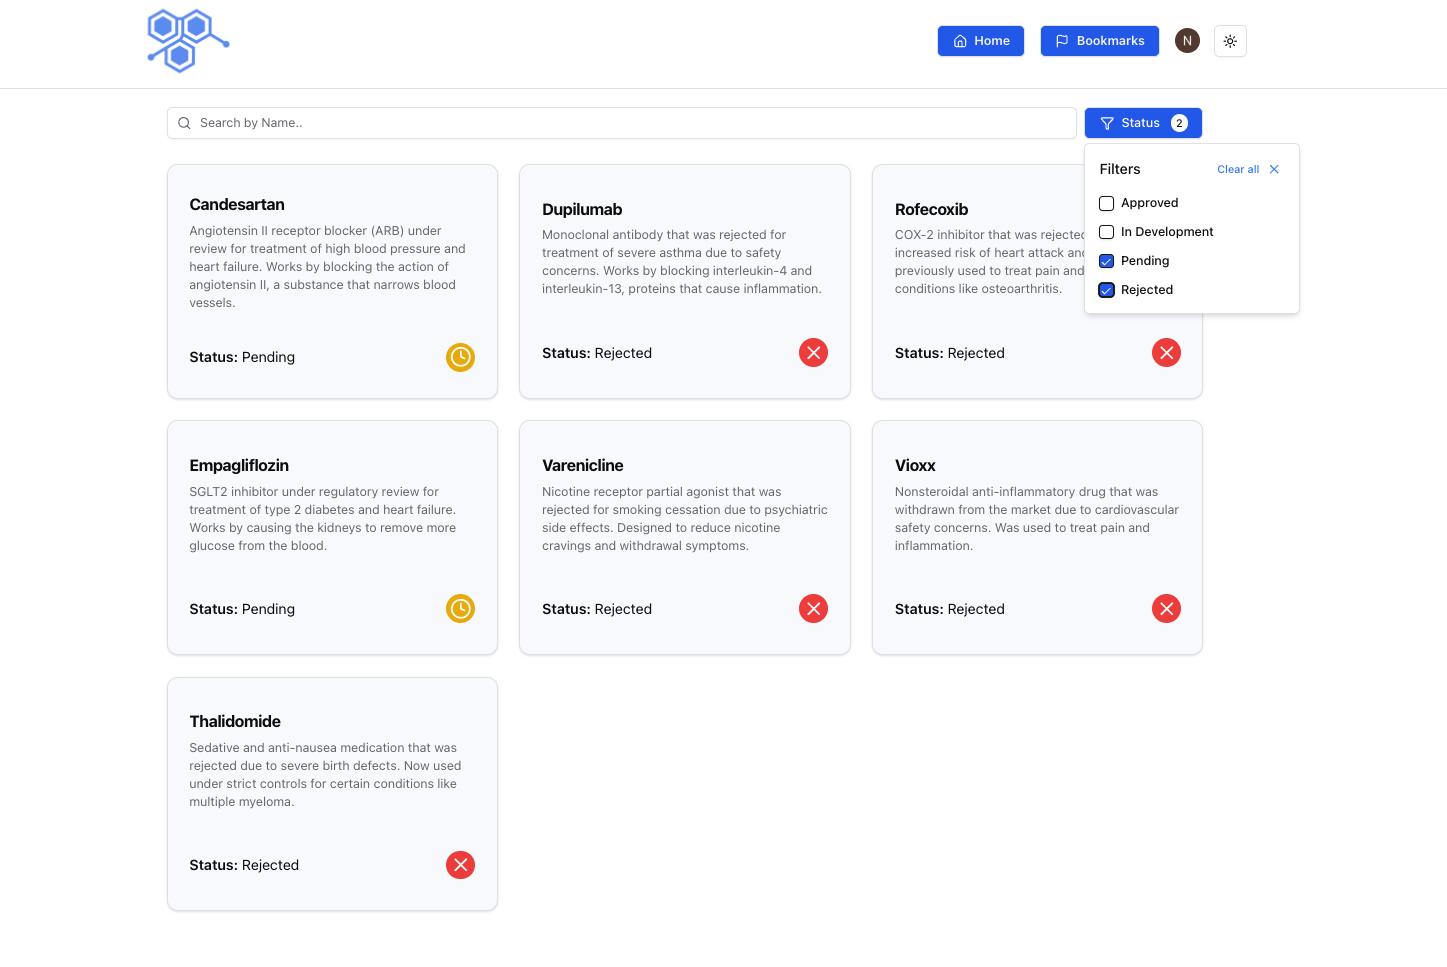 Home
Bookmarks
N
Search by Name..
Status 2
Filters
Clear all
Approved
In Development
Pending
Rejected
Candesartan
Angiotensin II receptor blocker (ARB) under
review for treatment of high blood pressure and
heart failure. Works by blocking the action of
angiotensin II, a substance that narrows blood
vessels.
Status: Pending
Dupilumab
Monoclonal antibody that was rejected for
treatment of severe asthma due to safety
concerns. Works by blocking interleukin-4 and
interleukin-13, proteins that cause inflammation.
Status: Rejected
Rofecoxib
COX-2 inhibitor that was rejected
increased risk of heart attack and
previously used to treat pain and
conditions like osteoarthritis.
Status: Rejected
Empagliflozin
SGLT2 inhibitor under regulatory review for
treatment of type 2 diabetes and heart failure.
Works by causing the kidneys to remove more
glucose from the blood.
Status: Pending
Varenicline
Nicotine receptor partial agonist that was
rejected for smoking cessation due to psychiatric
side effects. Designed to reduce nicotine
cravings and withdrawal symptoms.
Status: Rejected
Vioxx
Nonsteroidal anti-inflammatory drug that was
withdrawn from the market due to cardiovascular
safety concerns. Was used to treat pain and
inflammation.
Status: Rejected
Thalidomide
Sedative and anti-nausea medication that was
rejected due to severe birth defects. Now used
under strict controls for certain conditions like
multiple myeloma.
Status: Rejected